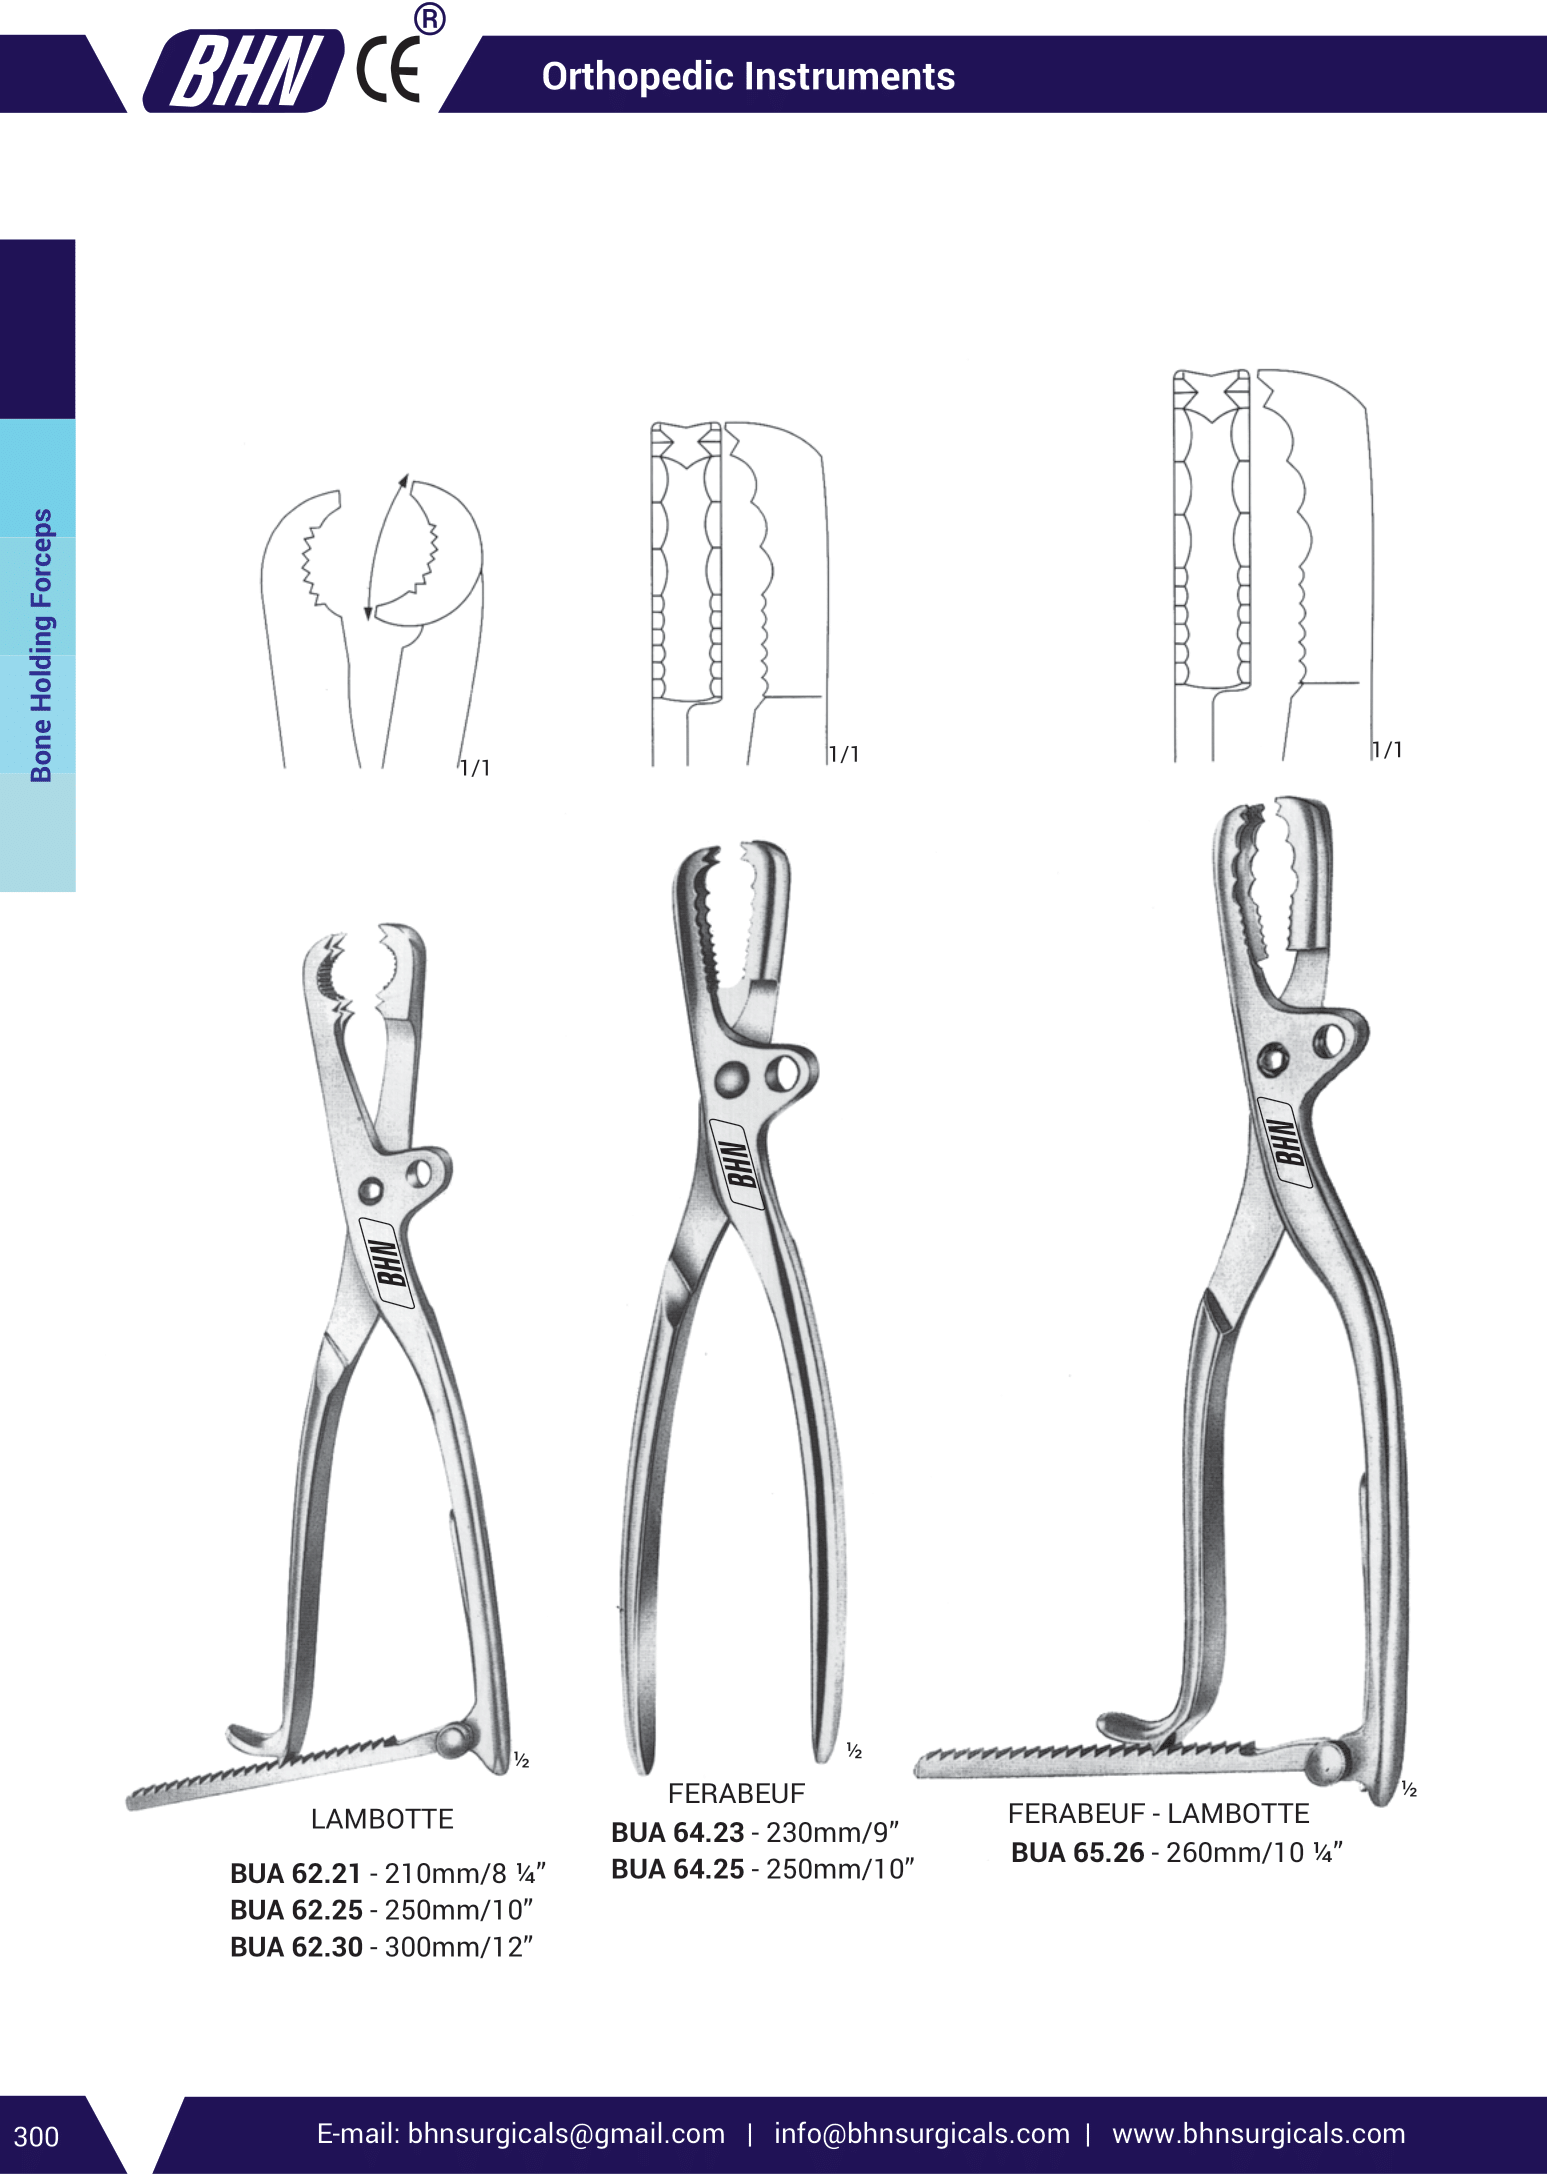 BHN CE ®
Orthopedic Instruments
Bone Holding Forceps
1/1
1/1
1/1
BHN
BHN
BHN
½
½
½
LAMBOTTE
BUA 62.21 - 210mm/8 ¼”
BUA 62.25 - 250mm/10”
BUA 62.30 - 300mm/12”
FERABEUF
BUA 64.23 - 230mm/9”
BUA 64.25 - 250mm/10”
FERABEUF - LAMBOTTE
BUA 65.26 - 260mm/10 ¼”
300
E-mail: bhnsurgicals@gmail.com | info@bhnsurgicals.com | www.bhnsurgicals.com